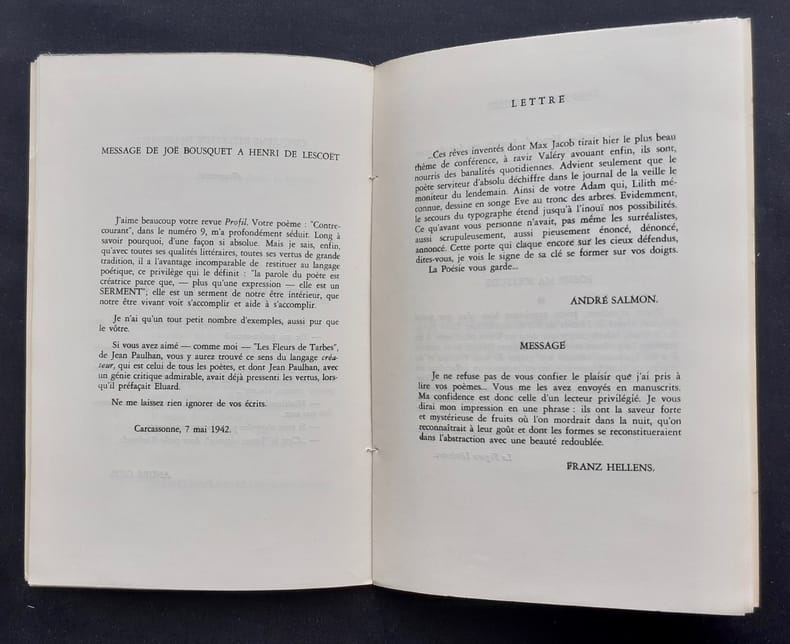 MESSAGE DE JOË BOUSQUET A HENRI DE LESCOËT
J'aime beaucoup votre revue Profil. Votre poème : "Contre-
courant", dans le numéro 9, m'a profondément séduit. Long à
savoir pourquoi, d'une façon si absolue. Mais je sais, enfin,
qu'avec toutes ses qualités littéraires, toutes ses vertus de grande
tradition, il a l'avantage incomparable de restituer au langage
poétique, ce privilège qui le définit : "la parole du poète est
créatrice parce que, — plus qu'une expression — elle est un
SERMENT"; elle est un serment de notre être intérieur, que
notre être vivant voit s'accomplir et aide à s'accomplir.
Je n'ai qu'un tout petit nombre d'exemples, aussi pur que
le vôtre.
Si vous avez aimé — comme moi — "Les Fleurs de Tarbes",
de Jean Paulhan, vous y aurez trouvé ce sens du langage créa-
teur, qui est celui de tous les poètes, et dont Jean Paulhan, avec
un génie critique admirable, avait déjà pressenti les vertus, lors-
qu'il préfaçait Eluard.
Ne me laissez rien ignorer de vos écrits.
Carcassonne, 7 mai 1942.
LETTRE
...Ces rêves inventés dont Max Jacob tirait hier le plus beau
thème de conférence, à ravir Valéry avouant enfin, ils sont,
nourris des banalités quotidiennes. Advient seulement que le
poète serviteur d'absolu déchiffre dans le journal de la veille le
moniteur du lendemain. Ainsi de votre Adam qui, Lilith mé-
connue, dessine en songe Eve au tronc des arbres. Evidemment,
le secours du typographe étend jusqu'à l'inouï nos possibilités.
Ce qu'avant vous personne n'avait, pas même les surréalistes,
aussi scrupuleusement, aussi pieusement énoncé, dénoncé,
annoncé. Cette porte qui claque encore sur les cieux défendus,
dites-vous, je vois le signe de sa clé se former sur vos doigts.
La Poésie vous garde...
ANDRÉ SALMON.
MESSAGE
Je ne refuse pas de vous confier le plaisir que j'ai pris à
lire vos poèmes... Vous me les avez envoyés en manuscrits.
Ma confidence est donc celle d'un lecteur privilégié. Je vous
dirai mon impression en une phrase : ils ont la saveur forte
et mystérieuse de fruits où l'on mordrait dans la nuit, qu'on
reconnaîtrait à leur goût et dont les formes se reconstitueraient
dans l'abstraction avec une beauté redoublée.
FRANZ HELLENS.